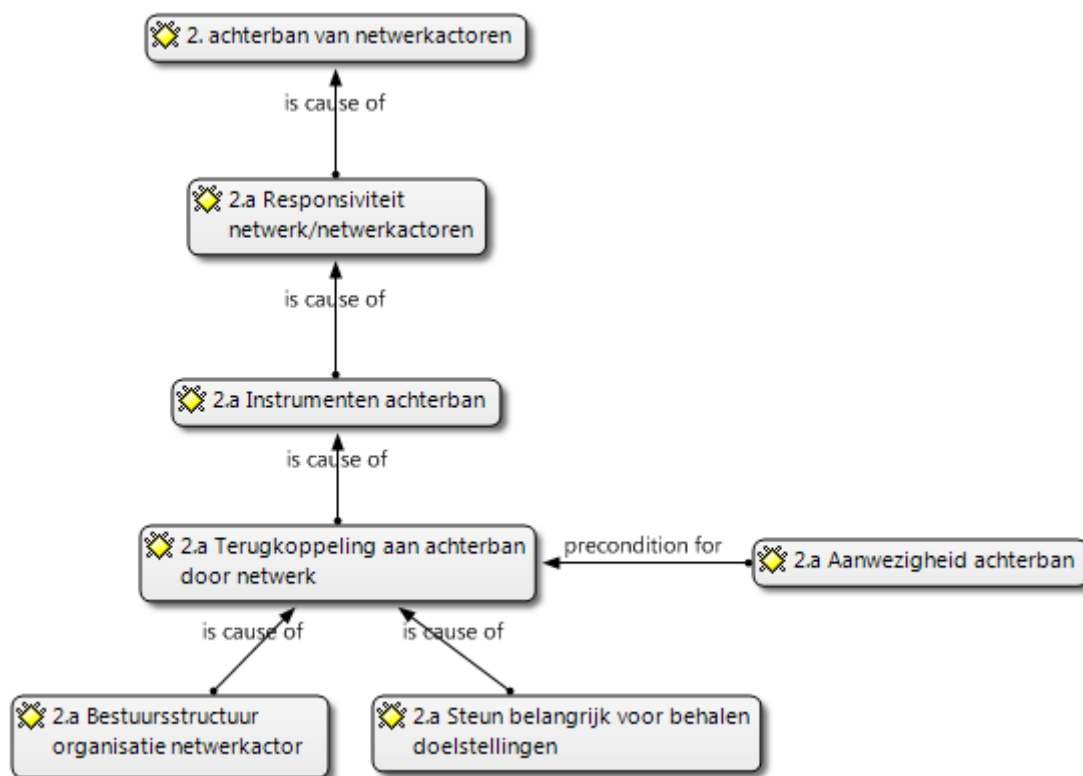 2. achterban van netwerkactoren
is cause of
2.a Responsiviteit
netwerk/netwerkactoren
is cause of
2.a Instrumenten achterban
is cause of
2.a Terugkoppeling aan achterban
door netwerk
precondition for
2.a Aanwezigheid achterban
is cause of
is cause of
2.a Bestuursstructuur
organisatie netwerkactor
2.a Steun belangrijk voor behalen
doelstellingen